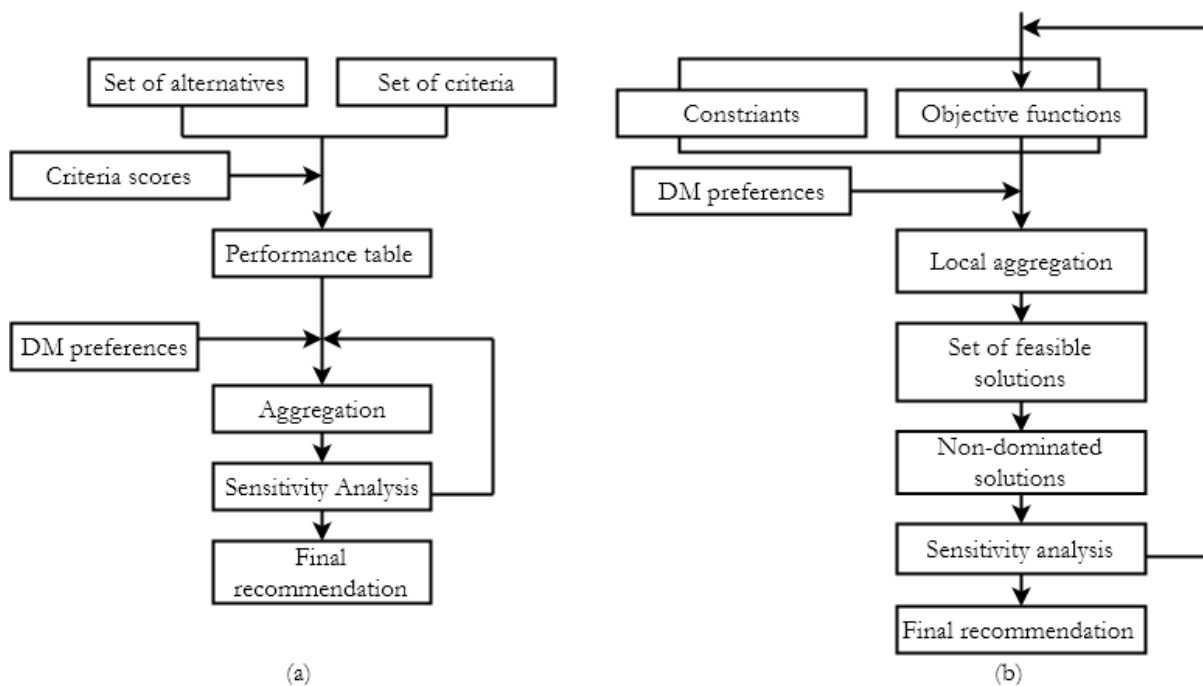 Set of alternatives
Set of criteria
Criteria scores
Performance table
DM preferences
Aggregation
Sensitivity Analysis
Final
recommendation
(a)
Constriants
Objective functions
DM preferences
Local aggregation
Set of feasible
solutions
Non-dominated
solutions
Sensitivity analysis
Final recommendation
(b)